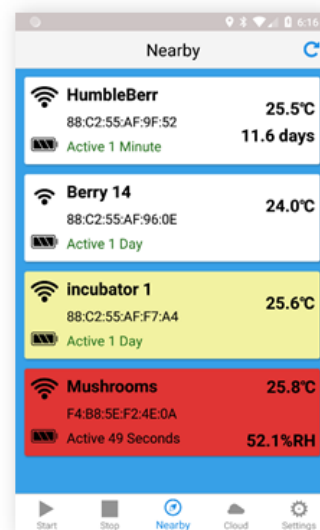 6:16
Nearby
HumbleBerr
25.5°C
88:C2:55:AF:9F:52
11.6 days
Active 1 Minute
Berry 14
24.0°C
88:C2:55:AF:96:0E
Active 1 Day
incubator 1
25.6°C
88:C2:55:AF:F7:A4
Active 1 Day
Mushrooms
25.8°C
F4:B8:5E:F2:4E:0A
Active 49 Seconds
52.1%RH
Start
Stop
Nearby
Cloud
Settings